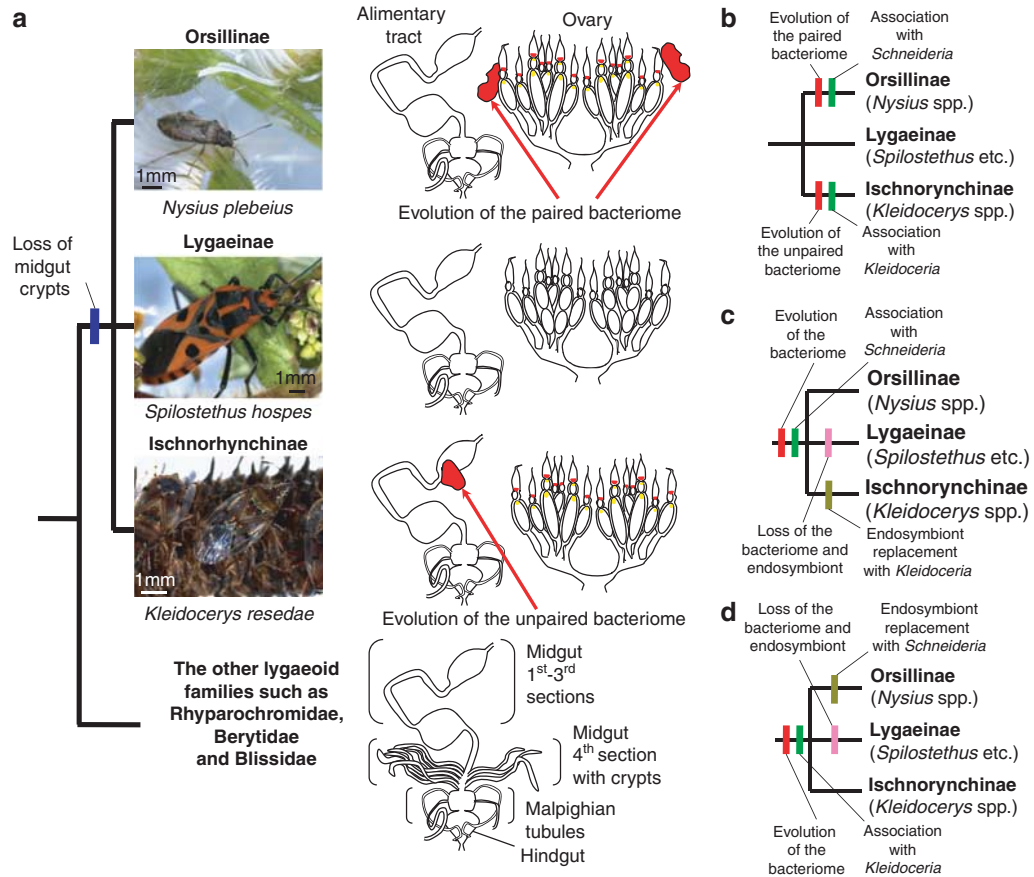 a
Orsillinae
1mm
Nysius plebeius
Loss of
midgut
crypts
Lygaeinae
1mm
Spilostethus hospes
Ischnorhynchinae
1mm
Kleidocerys resedae
The other lygaeoid
families such as
Rhyparochromidae,
Berytidae
and Blissidae
Alimentary
tract
Ovary
Evolution of the paired bacteriome
Evolution of the unpaired bacteriome
Midgut
1st-3rd
sections
Midgut
4th section
with crypts
Malpighian
tubules
Hindgut
b
Evolution of
the paired
bacteriome
Association
with
Schneideria
Orsillinae
(Nysius spp.)
Lygaeinae
(Spilostethus etc.)
Ischnorynchinae
(Kleidocerys spp.)
Evolution
of the
unpaired
bacteriome
Association
with
Kleidoceria
c
Evolution
of the
bacteriome
Association
with
Schneideria
Orsillinae
(Nysius spp.)
Lygaeinae
(Spilostethus etc.)
Ischnorynchinae
(Kleidocerys spp.)
Loss of the
bacteriome and
endosymbiont
Endosymbiont
replacement
with Kleidoceria
d
Loss of the
bacteriome and
endosymbiont
Endosymbiont
replacement
with Schneideria
Orsillinae
(Nysius spp.)
Lygaeinae
(Spilostethus etc.)
Ischnorynchinae
(Kleidocerys spp.)
Evolution
of the
bacteriome
Association
with
Kleidoceria